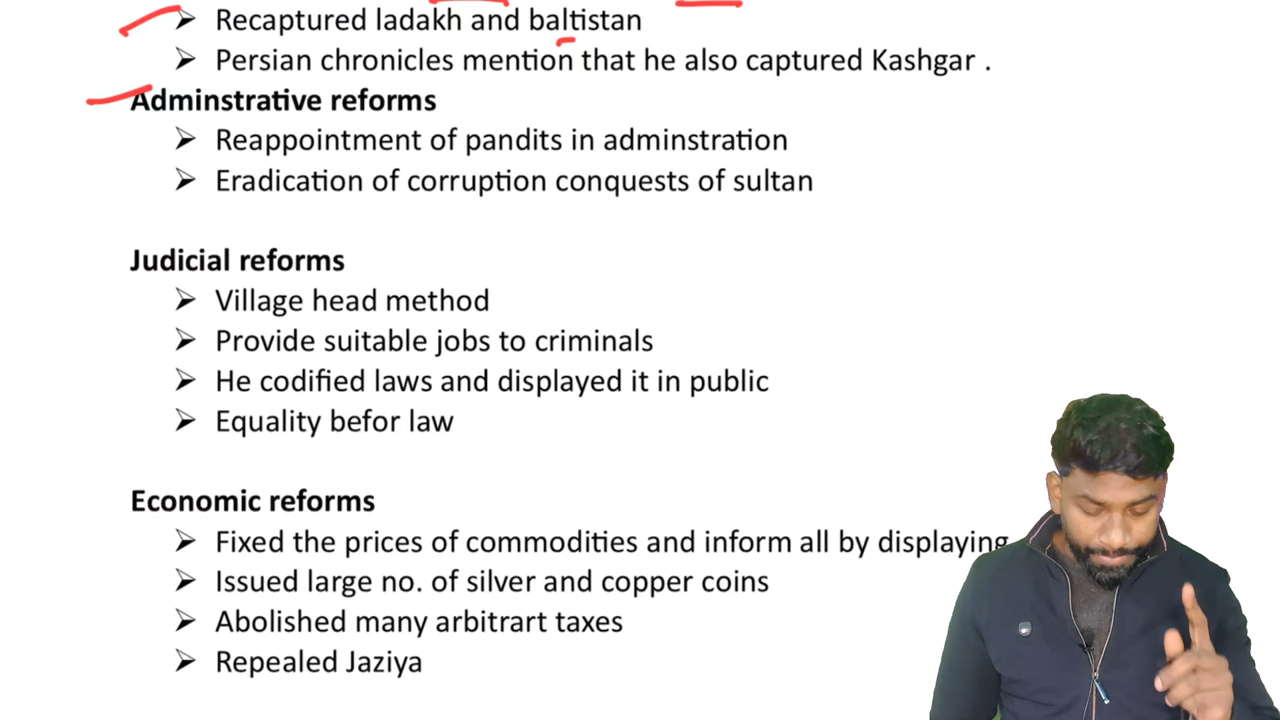 ➢ Recaptured ladakh and baltistan
➢ Persian chronicles mention that he also captured Kashgar .
Adminstrative reforms
➢ Reappointment of pandits in adminstration
➢ Eradication of corruption conquests of sultan
Judicial reforms
➢ Village head method
➢ Provide suitable jobs to criminals
➢ He codified laws and displayed it in public
➢ Equality befor law
Economic reforms
➢ Fixed the prices of commodities and inform all by displaying
➢ Issued large no. of silver and copper coins
➢ Abolished many arbitrart taxes
➢ Repealed Jaziya